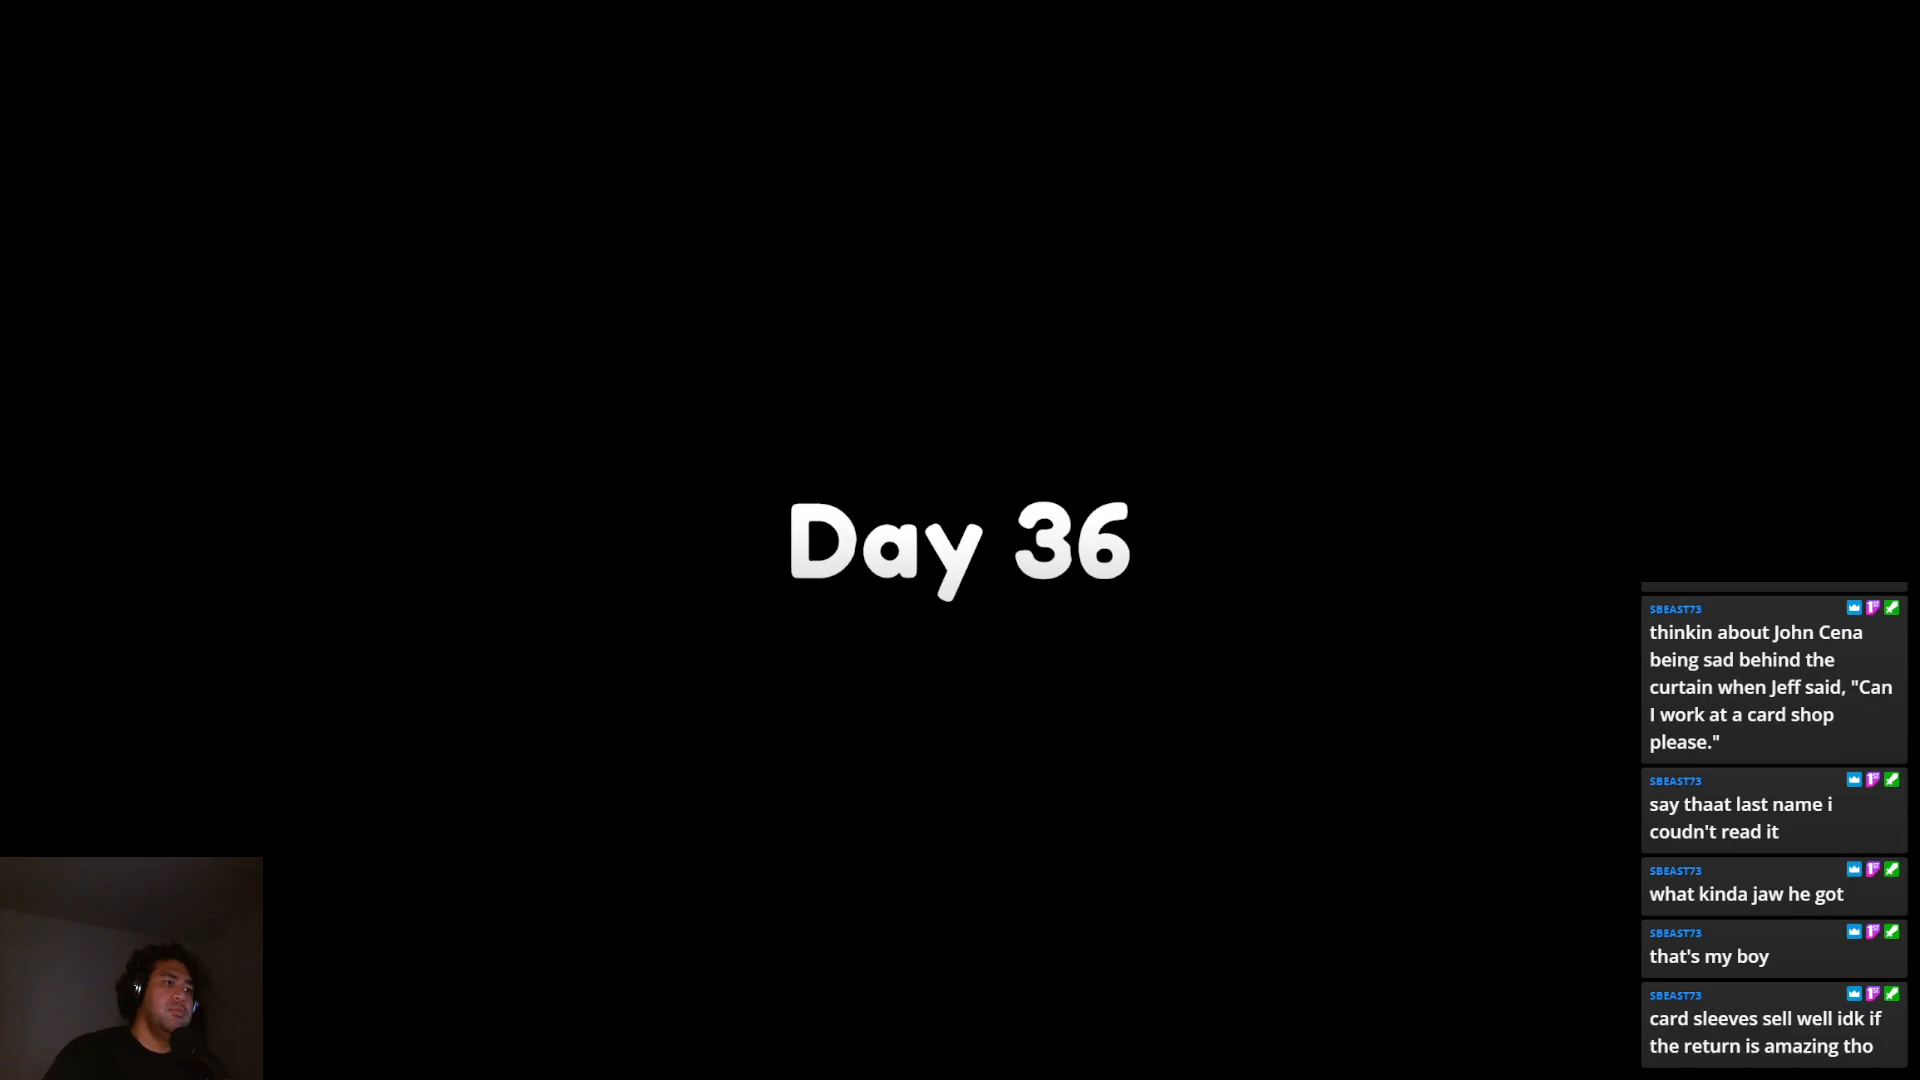 Day 36
SBEAST73
thinkin about John Cena
being sad behind the
curtain when Jeff said, "Can
I work at a card shop
please."
SBEAST73
say thaat last name i
coudn't read it
SBEAST73
what kinda jaw he got
SBEAST73
that's my boy
SBEAST73
card sleeves sell well idk if
the return is amazing tho